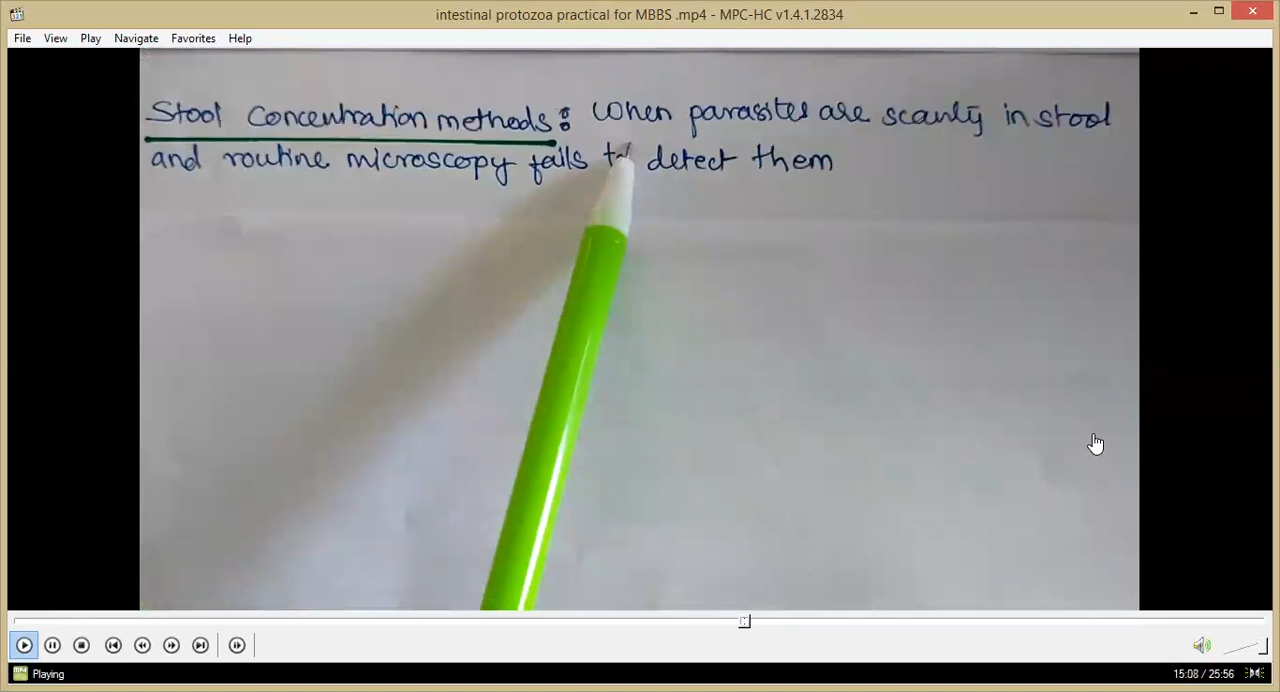 intestinal protozoa practical for MBBS .mp4 - MPC-HC v1.4.1.2834
File View Play Navigate Favorites Help
Stool Concentration methods: When parasites are scanty in stool
and routine microscopy fails to detect them
Playing
15:08 / 25:56